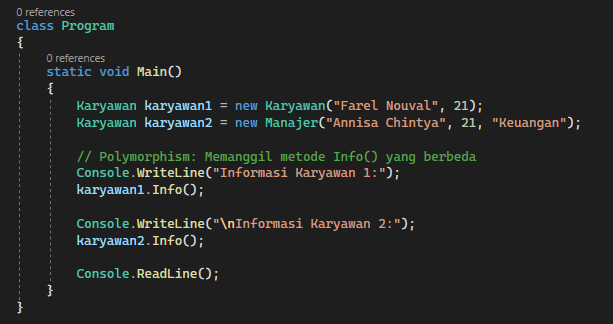 0 references
class Program
{
0 references
static void Main()
{
Karyawan karyawan1 = new Karyawan("Farel Nouval", 21);
Karyawan karyawan2 = new Manajer("Annisa Chintya", 21, "Keuangan");
// Polymorphism: Memanggil metode Info() yang berbeda
Console.WriteLine("Informasi Karyawan 1:");
karyawan1.Info();
Console.WriteLine("\nInformasi Karyawan 2:");
karyawan2.Info();
Console.ReadLine();
}
}